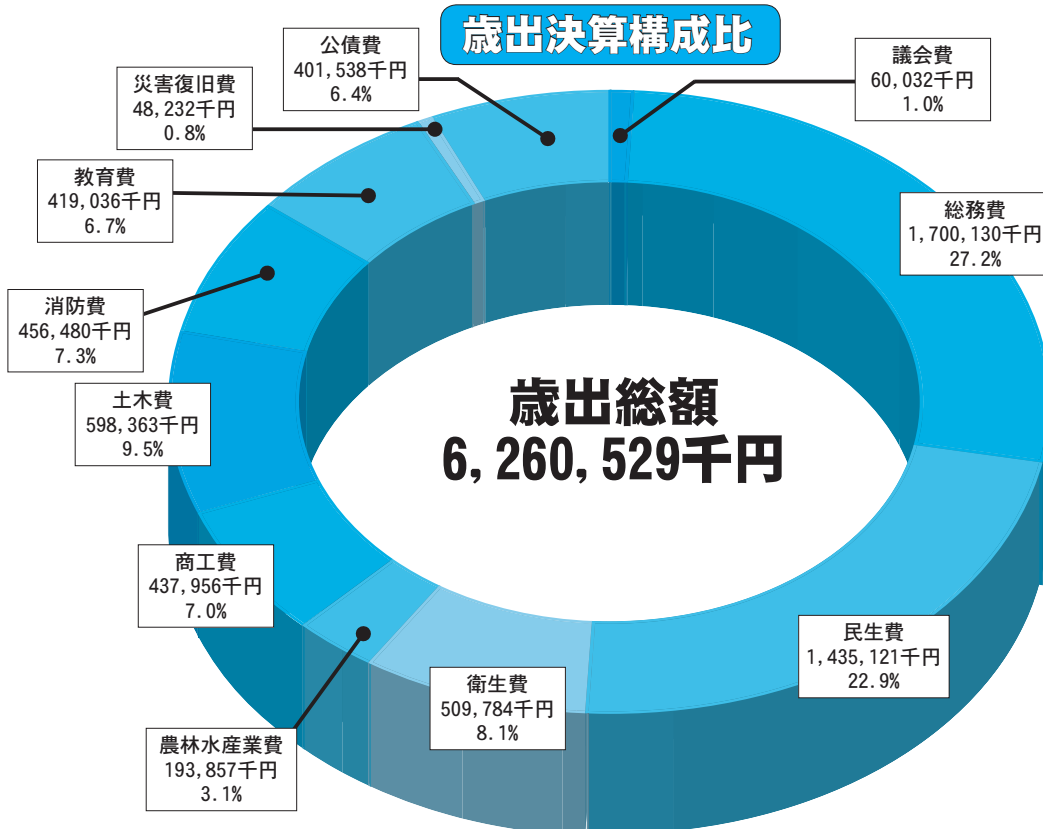 歳出決算構成比
議会費
60,032千円
1.0%
総務費
1,700,130千円
27.2%
民生費
1,435,121千円
22.9%
衛生費
509,784千円
8.1%
農林水産業費
193,857千円
3.1%
商工費
437,956千円
7.0%
土木費
598,363千円
9.5%
消防費
456,480千円
7.3%
教育費
419,036千円
6.7%
災害復旧費
48,232千円
0.8%
公債費
401,538千円
6.4%
歳出総額
6,260,529千円